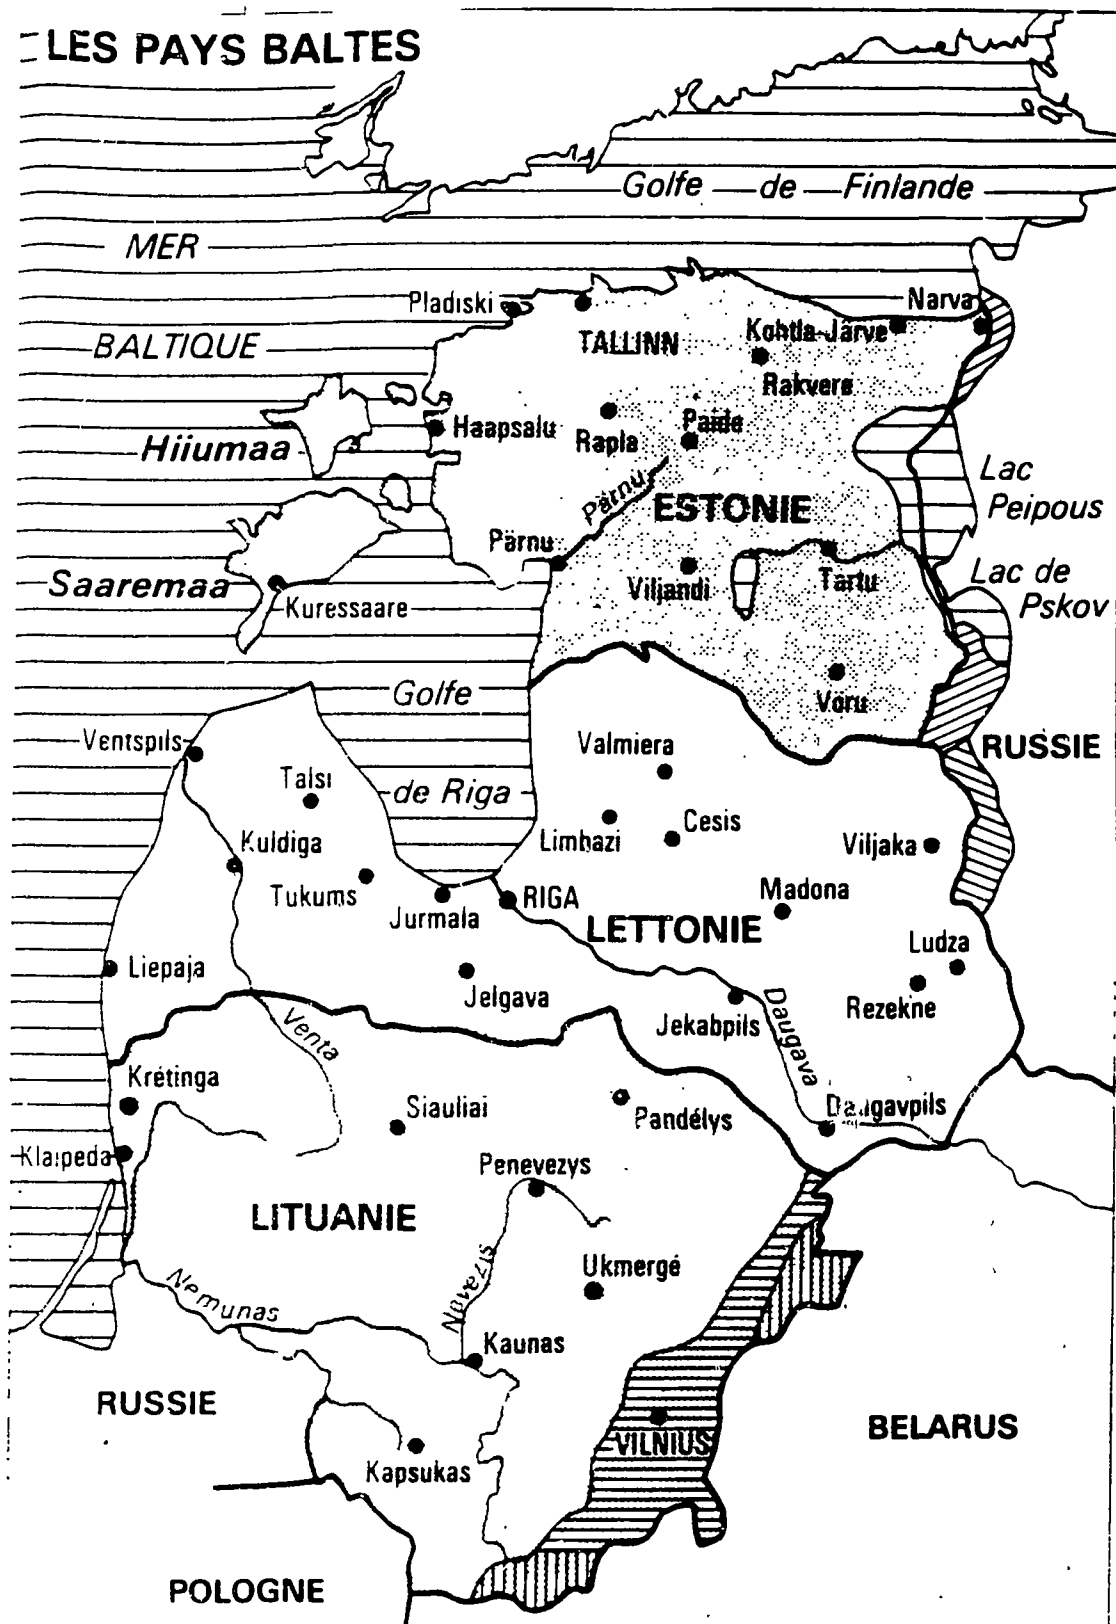 LES PAYS BALTES
Golfe de Finlande
MER
BALTIQUE
Pladiski
TALLINN
Narva
Kohtla-Järve
Rakvere
Hiiumaa
Haapsalu
Rapla
Paide
Lac
Peipous
Pärnu
ESTONIE
Pärnu
Viljandi
Tartu
Lac de
Pskov
Saaremaa
Kuressaare
Voru
Golfe
de Riga
RUSSIE
Ventspils
Talsi
Valmiera
Kuldiga
Limbazi
Cesis
Viljaka
Tukums
Jurmala
RIGA
Madona
LETTONIE
Ludza
Liepaja
Jelgava
Jekabpils
Daugava
Rezekne
Venta
Krétinga
Siauliai
Pandélys
Daugavpils
Klaipeda
Penevezys
LITUANIE
Nemunas
Nevezis
Ukmergé
Kaunas
RUSSIE
VILNIUS
BELARUS
Kapsukas
POLOGNE